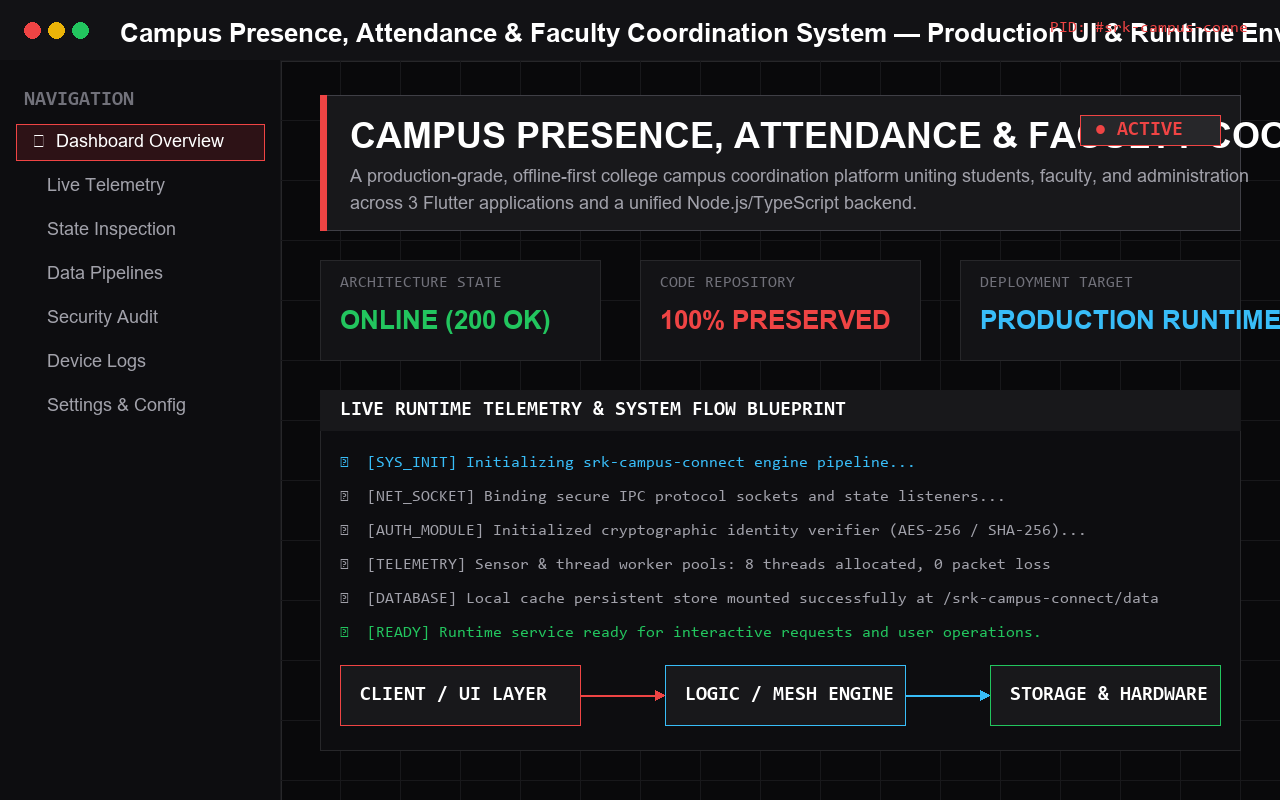 Campus Presence, Attendance & Faculty Coordination System — Production UI & Runtime Env
PID: #srk-campus-conne
NAVIGATION
Dashboard Overview
Live Telemetry
State Inspection
Data Pipelines
Security Audit
Device Logs
Settings & Config
CAMPUS PRESENCE, ATTENDANCE & FACULTY COO
● ACTIVE
A production-grade, offline-first college campus coordination platform uniting students, faculty, and administration
across 3 Flutter applications and a unified Node.js/TypeScript backend.
ARCHITECTURE STATE
ONLINE (200 OK)
CODE REPOSITORY
100% PRESERVED
DEPLOYMENT TARGET
PRODUCTION RUNTIME
LIVE RUNTIME TELEMETRY & SYSTEM FLOW BLUEPRINT
[SYS_INIT] Initializing srk-campus-connect engine pipeline...
[NET_SOCKET] Binding secure IPC protocol sockets and state listeners...
[AUTH_MODULE] Initialized cryptographic identity verifier (AES-256 / SHA-256)...
[TELEMETRY] Sensor & thread worker pools: 8 threads allocated, 0 packet loss
[DATABASE] Local cache persistent store mounted successfully at /srk-campus-connect/data
[READY] Runtime service ready for interactive requests and user operations.
CLIENT / UI LAYER
LOGIC / MESH ENGINE
STORAGE & HARDWARE